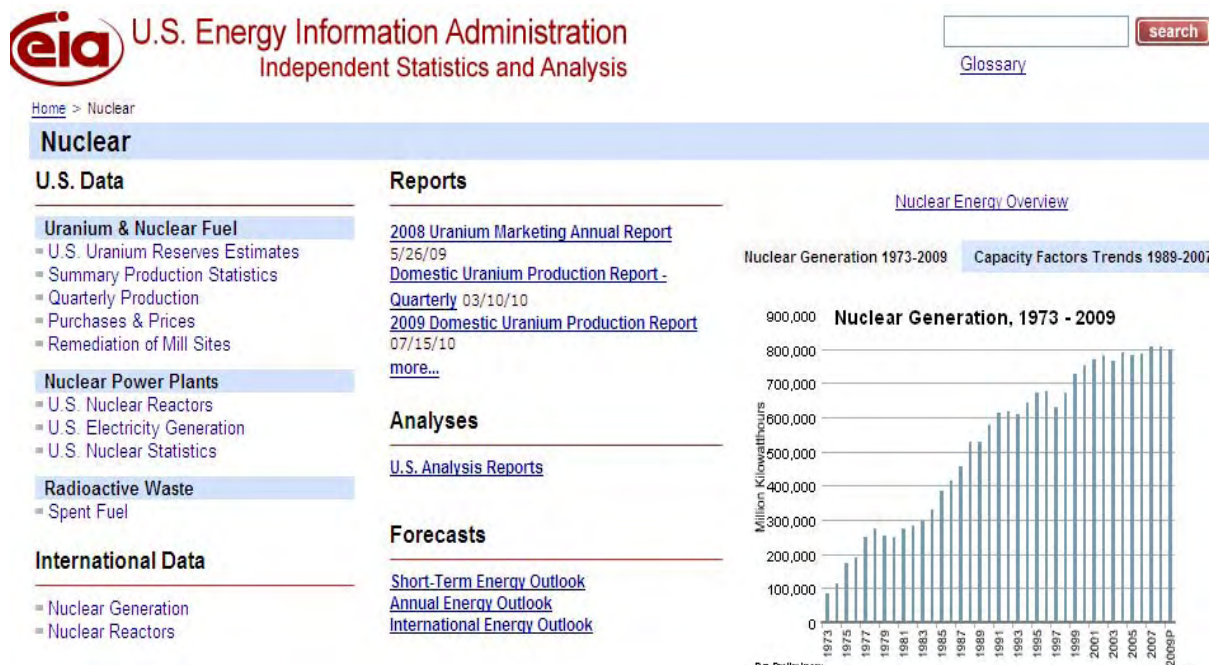 eia
U.S. Energy Information Administration
Independent Statistics and Analysis
search
Glossary
Home > Nuclear
Nuclear
U.S. Data
Uranium & Nuclear Fuel
U.S. Uranium Reserves Estimates
Summary Production Statistics
Quarterly Production
Purchases & Prices
Remediation of Mill Sites
Nuclear Power Plants
U.S. Nuclear Reactors
U.S. Electricity Generation
U.S. Nuclear Statistics
Radioactive Waste
Spent Fuel
International Data
Nuclear Generation
Nuclear Reactors
Reports
2008 Uranium Marketing Annual Report
5/26/09
Domestic Uranium Production Report -
Quarterly 03/10/10
2009 Domestic Uranium Production Report
07/15/10
more...
Analyses
U.S. Analysis Reports
Forecasts
Short-Term Energy Outlook
Annual Energy Outlook
International Energy Outlook
Nuclear Energy Overview
Nuclear Generation 1973-2009 Capacity Factors Trends 1989-2007
Nuclear Generation, 1973 - 2009
Million Kilowatthours
900,000
800,000
700,000
600,000
500,000
400,000
300,000
200,000
100,000
0
1973 1975 1977 1979 1981 1983 1985 1987 1989 1991 1993 1995 1997 1999 2001 2003 2005 2007 2009P